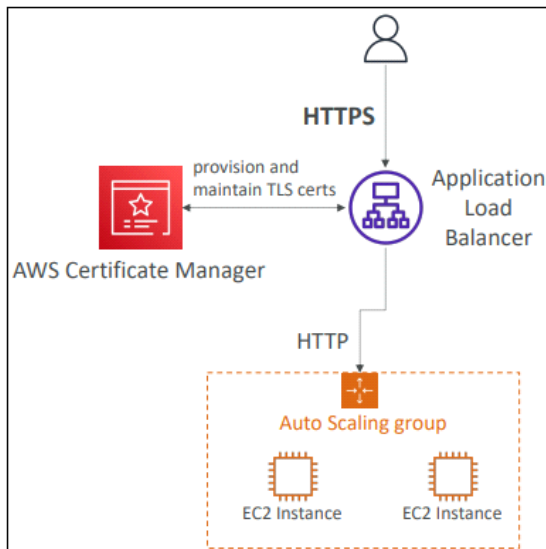 HTTPS
provision and
maintain TLS certs
Application
Load
Balancer
AWS Certificate Manager
HTTP
Auto Scaling group
EC2 Instance
EC2 Instance